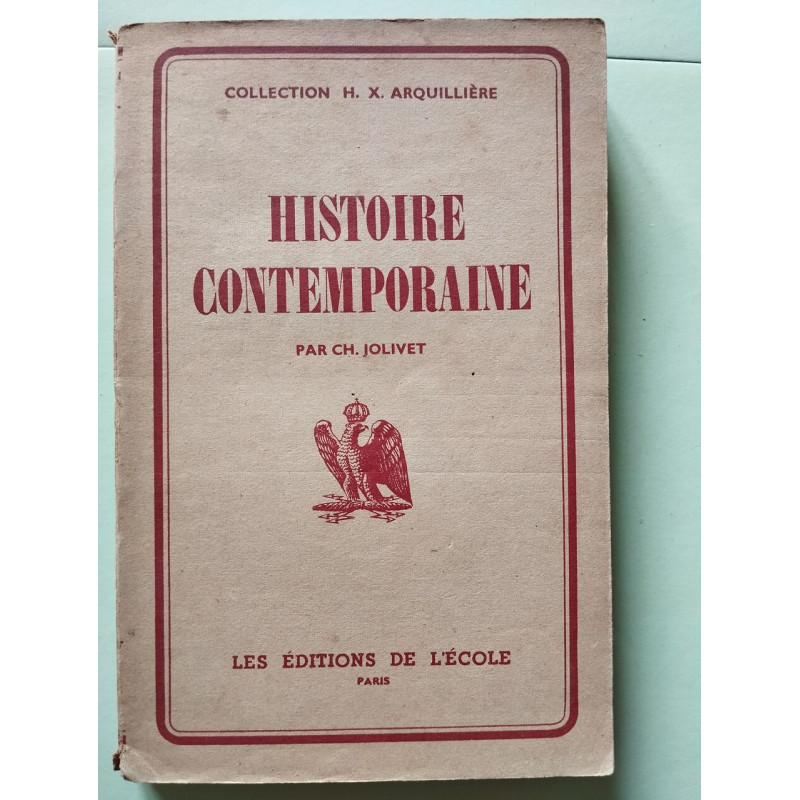 COLLECTION H. X. ARQUILLIÈRE
HISTOIRE
CONTEMPORAINE
PAR CH. JOLIVET
LES ÉDITIONS DE L'ÉCOLE
PARIS